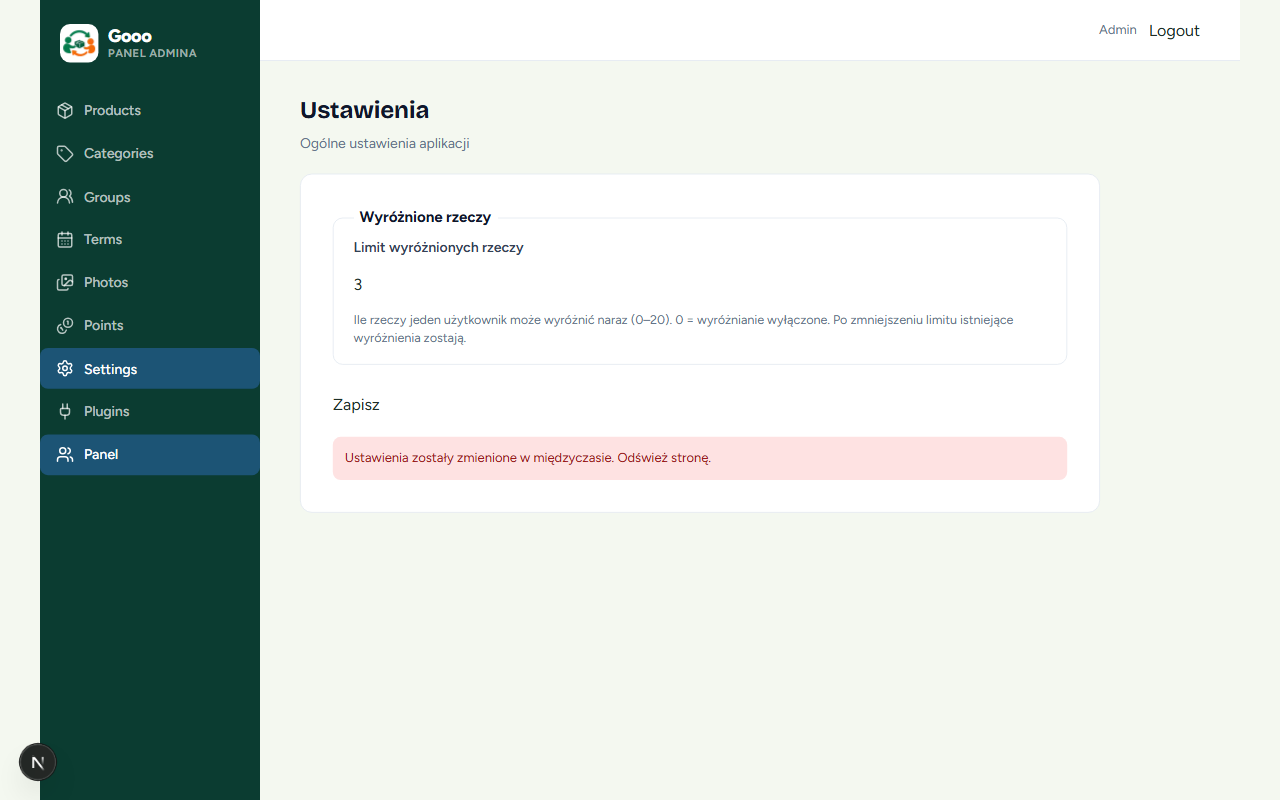 Gooo
PANEL ADMINA
Products
Categories
Groups
Terms
Photos
Points
Settings
Plugins
Panel
Admin
Logout
Ustawienia
Ogólne ustawienia aplikacji
Wyróżnione rzeczy
Limit wyróżnionych rzeczy
3
Ile rzeczy jeden użytkownik może wyróżnić naraz (0–20). 0 = wyróżnianie wyłączone. Po zmniejszeniu limitu istniejące
wyróżnienia zostają.
Zapisz
Ustawienia zostały zmienione w międzyczasie. Odśwież stronę.
N